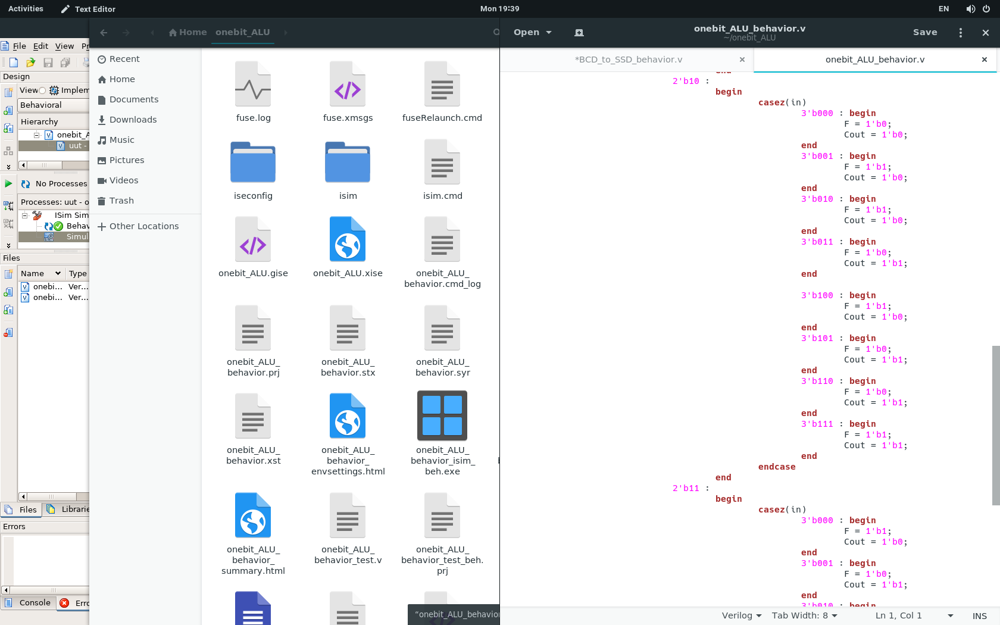 Activities
Text Editor
Mon 19:39
EN
File Edit View Pr
Design
View Implem
Behavioral
Hierarchy
onebit_A
uut -
No Processes
Processes: uut - o
ISim Sim
Behav
Simul
Files
Name Type
onebi... Ver...
onebi... Ver...
Files Librarie
Errors
Console Erro
Home onebit_ALU
Recent
Home
Documents
Downloads
Music
Pictures
Videos
Trash
Other Locations
fuse.log
fuse.xmsgs
fuseRelaunch.cmd
iseconfig
isim
isim.cmd
onebit_ALU.gise
onebit_ALU.xise
onebit_ALU_
behavior.cmd_log
onebit_ALU_
behavior.prj
onebit_ALU_
behavior.stx
onebit_ALU_
behavior.syr
onebit_ALU_
behavior.xst
onebit_ALU_
behavior_
envsettings.html
onebit_ALU_
behavior_isim_
beh.exe
onebit_ALU_
behavior_
summary.html
onebit_ALU_
behavior_test.v
onebit_ALU_
behavior_test_beh.
prj
“onebit_ALU_behavior
Open
onebit_ALU_behavior.v
~/onebit_ALU
Save
*BCD_to_SSD_behavior.v
onebit_ALU_behavior.v
end
2'b10 :
begin
casez(in)
3'b000 : begin
F = 1'b0;
Cout = 1'b0;
end
3'b001 : begin
F = 1'b1;
Cout = 1'b0;
end
3'b010 : begin
F = 1'b1;
Cout = 1'b0;
end
3'b011 : begin
F = 1'b0;
Cout = 1'b1;
end
3'b100 : begin
F = 1'b1;
Cout = 1'b0;
end
3'b101 : begin
F = 1'b0;
Cout = 1'b1;
end
3'b110 : begin
F = 1'b0;
Cout = 1'b1;
end
3'b111 : begin
F = 1'b1;
Cout = 1'b1;
end
endcase
end
2'b11 :
begin
casez(in)
3'b000 : begin
F = 1'b1;
Cout = 1'b0;
end
3'b001 : begin
F = 1'b0;
Cout = 1'b1;
end
3'b010 : begin
Verilog Tab Width: 8 Ln 1, Col 1 INS